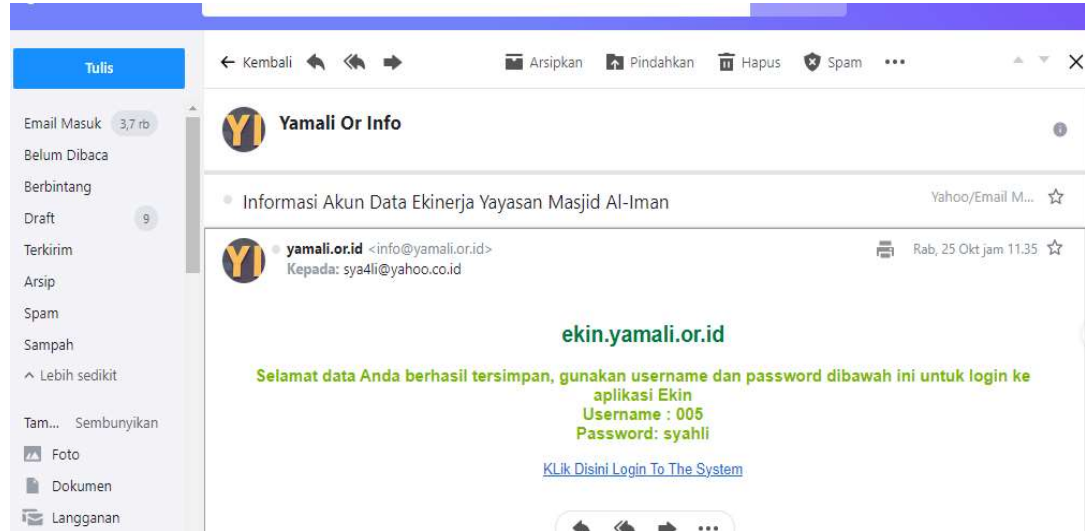 Tulis
Kembali Arsipkan Pindahkan Hapus Spam
Email Masuk 3,7 rb
Belum Dibaca
Berbintang
Draft 9
Terkirim
Arsip
Spam
Sampah
Lebih sedikit
Tam... Sembunyikan
Foto
Dokumen
Langganan
YI Yamali Or Info
Informasi Akun Data Ekinerja Yayasan Masjid Al-Iman Yahoo/Email M...
YI yamali.or.id <info@yamali.or.id> Rab, 25 Okt jam 11.35
Kepada: sya4li@yahoo.co.id
ekin.yamali.or.id
Selamat data Anda berhasil tersimpan, gunakan username dan password dibawah ini untuk login ke
aplikasi Ekin
Username : 005
Password: syahli
KLik Disini Login To The System